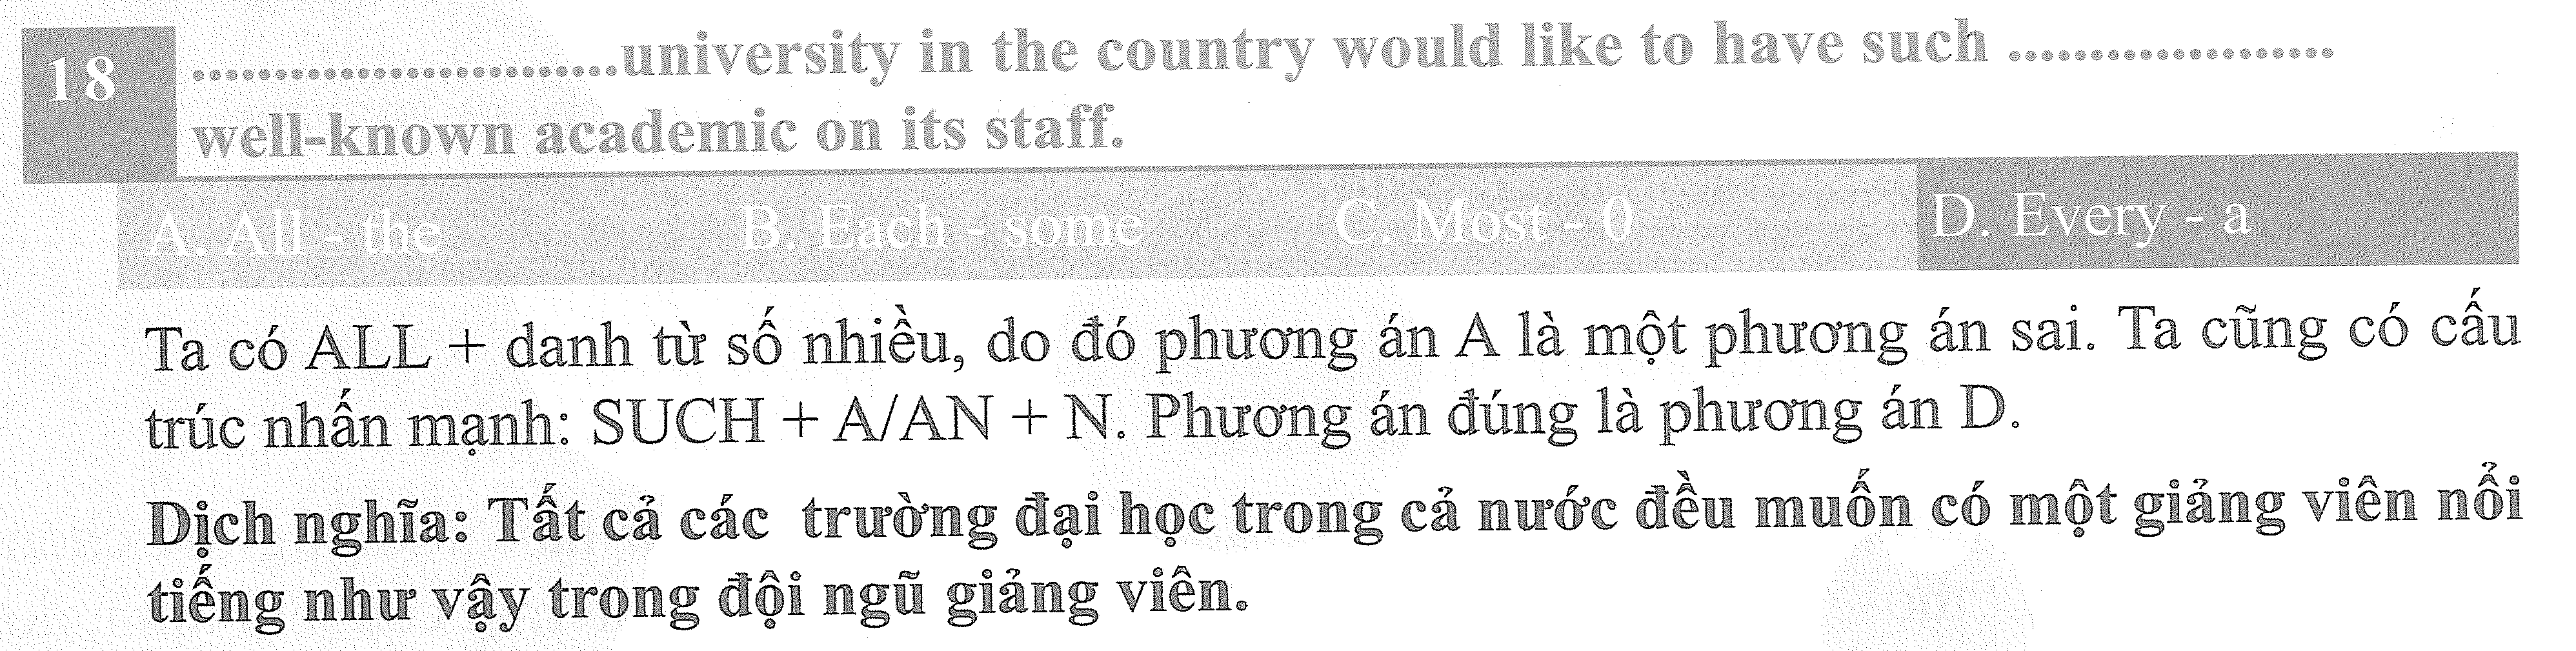 18 ..........................university in the country would like to have such ....................
well-known academic on its staff.
A. All - the B. Each - some C. Most - 0 D. Every - a
Ta có ALL + danh từ số nhiều, do đó phương án A là một phương án sai. Ta cũng có cấu
trúc nhấn mạnh: SUCH + A/AN + N. Phương án đúng là phương án D.
Dịch nghĩa: Tất cả các trường đại học trong cả nước đều muốn có một giảng viên nổi
tiếng như vậy trong đội ngũ giảng viên.